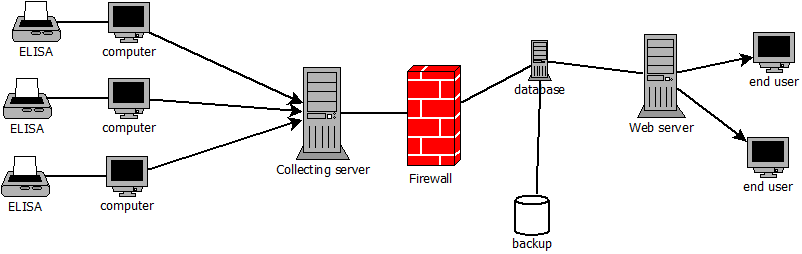 ELISA
computer
ELISA
computer
ELISA
computer
Collecting server
Firewall
database
backup
Web server
end user
end user